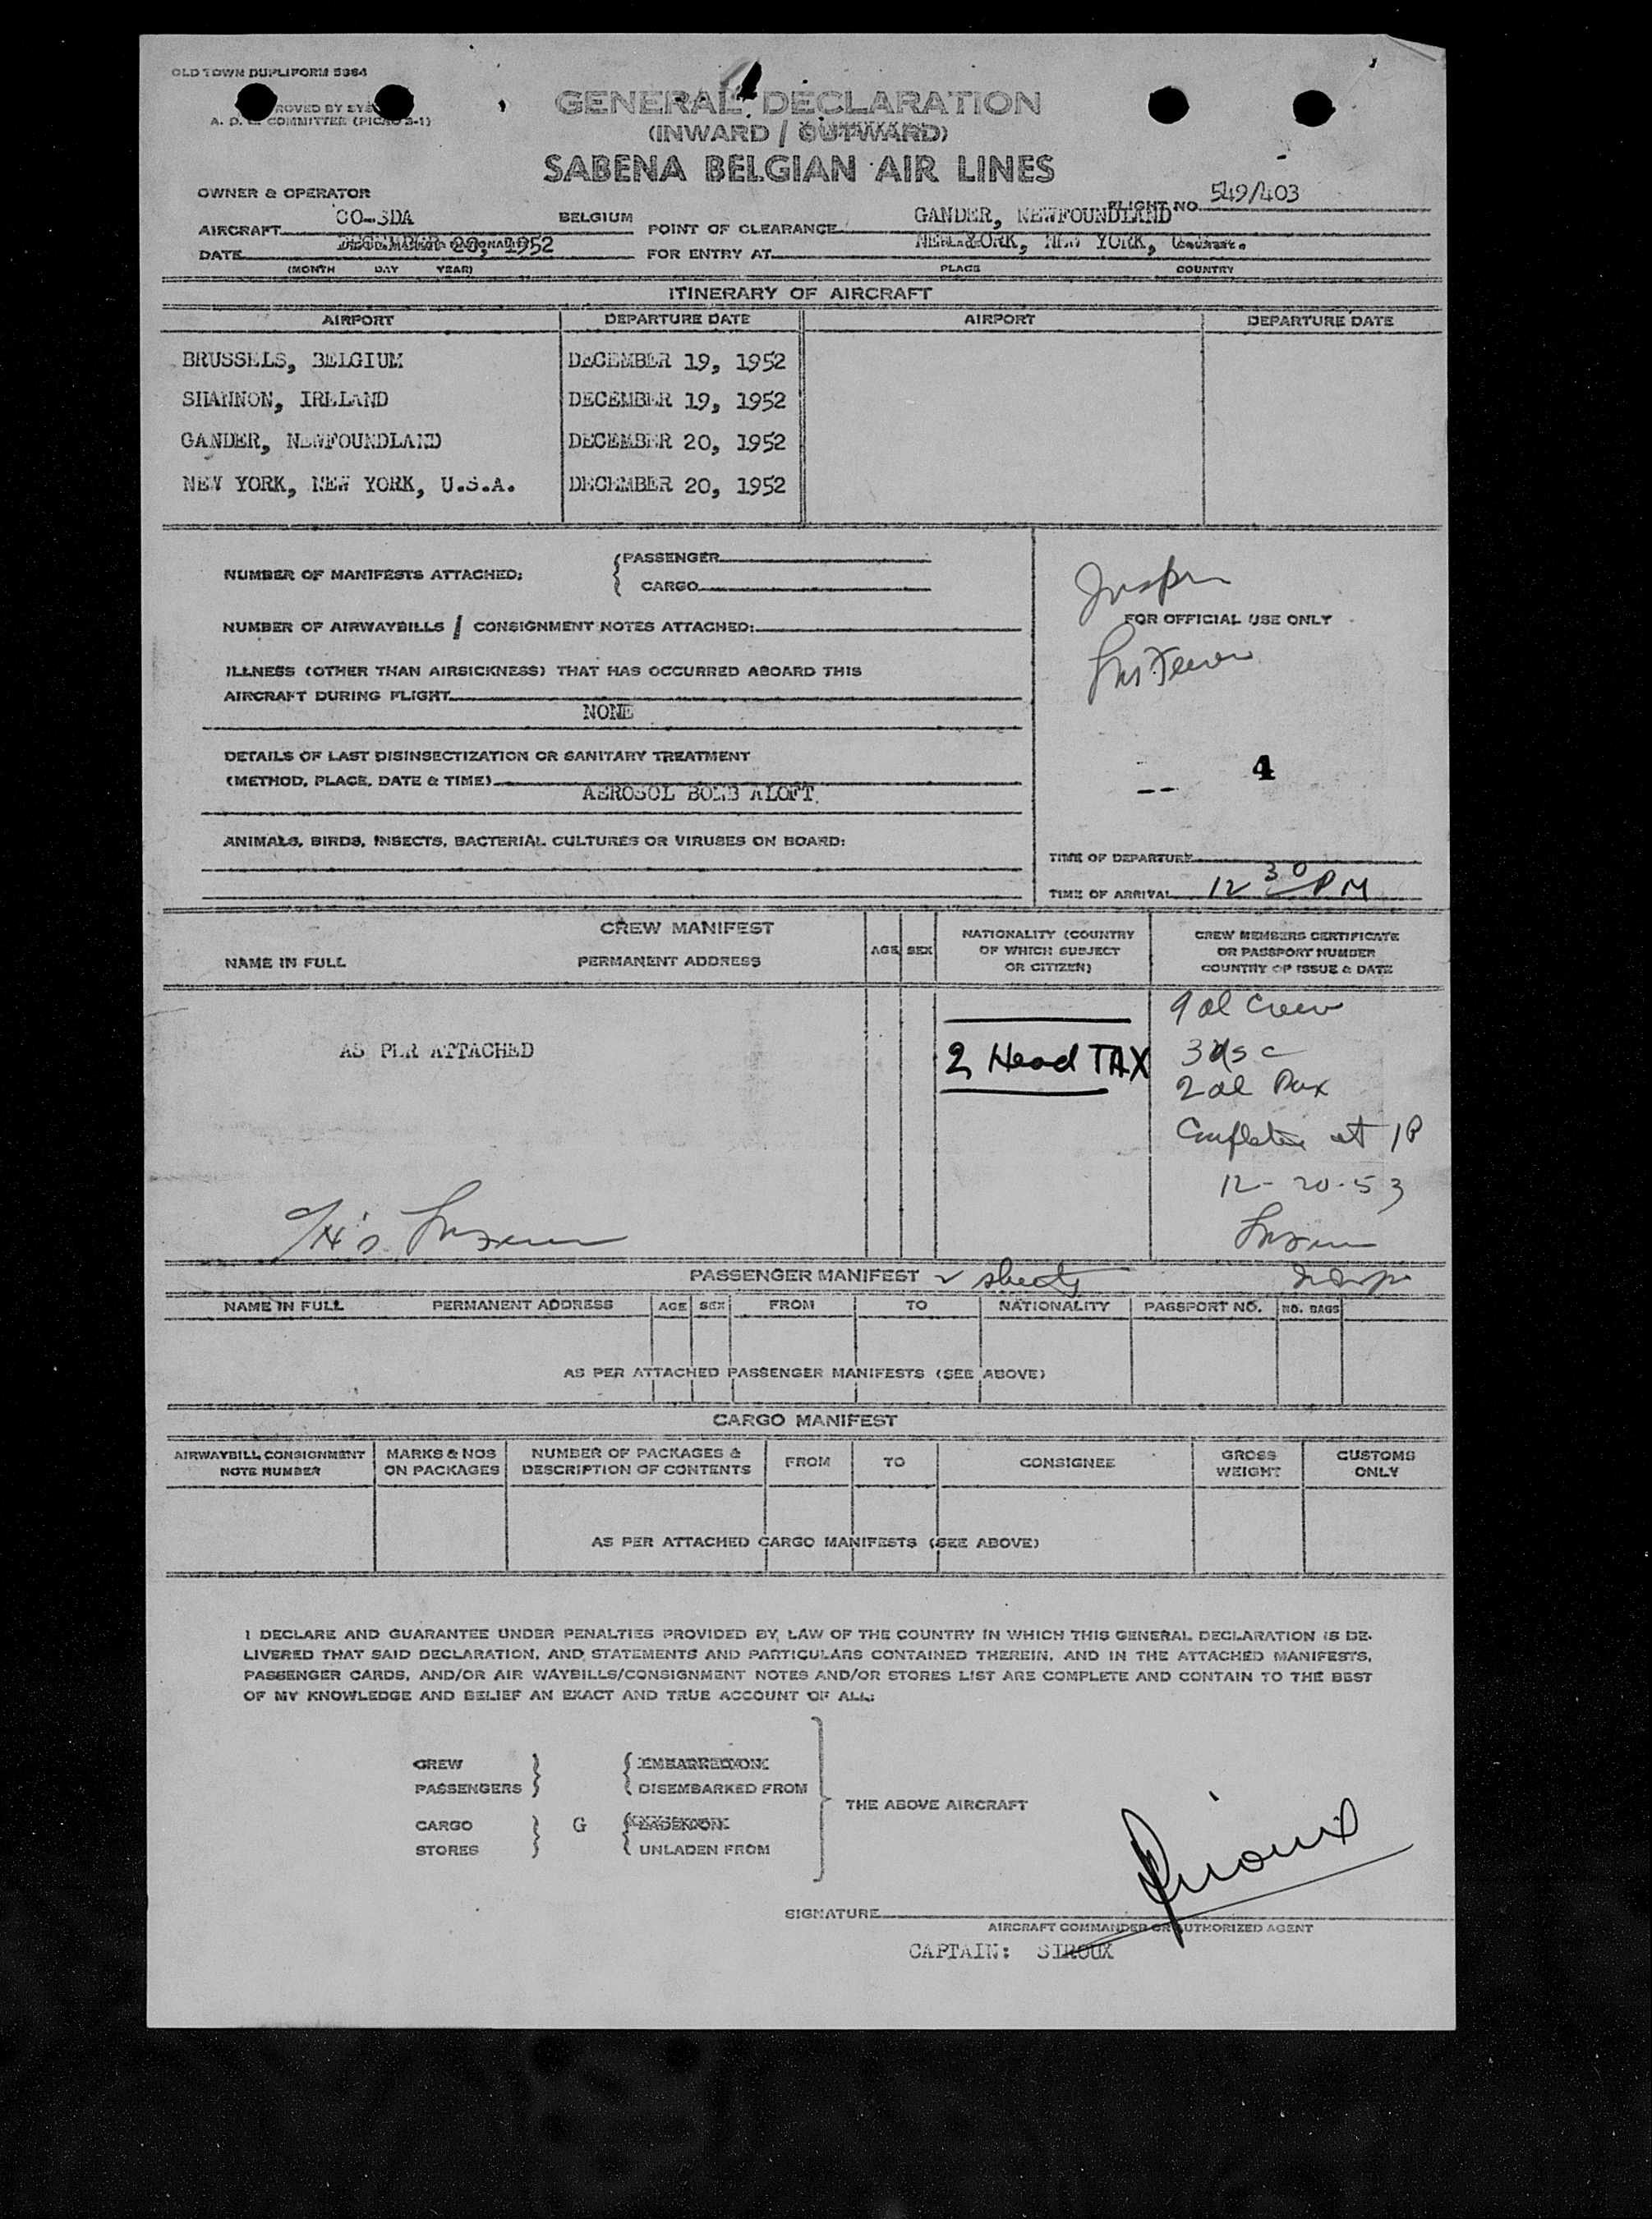 OLD TOWN DUPLIFORM 5364
GENERAL DECLARATION
(INWARD / OUTWARD)
SABENA BELGIAN AIR LINES
OWNER & OPERATOR
FLIGHT NO. 549/403
AIRCRAFT OO-SDA BELGIUM POINT OF CLEARANCE GANDER, NEWFOUNDLAND
DATE DECEMBER 20, 1952 FOR ENTRY AT NEW YORK, NEW YORK,
(MONTH DAY YEAR) PLACE COUNTRY
ITINERARY OF AIRCRAFT
AIRPORT DEPARTURE DATE AIRPORT DEPARTURE DATE
BRUSSELS, BELGIUM DECEMBER 19, 1952
SHANNON, IRELAND DECEMBER 19, 1952
GANDER, NEWFOUNDLAND DECEMBER 20, 1952
NEW YORK, NEW YORK, U.S.A. DECEMBER 20, 1952
NUMBER OF MANIFESTS ATTACHED: { PASSENGER
CARGO
FOR OFFICIAL USE ONLY
NUMBER OF AIRWAYBILLS / CONSIGNMENT NOTES ATTACHED:
ILLNESS (OTHER THAN AIRSICKNESS) THAT HAS OCCURRED ABOARD THIS
AIRCRAFT DURING FLIGHT
NONE
DETAILS OF LAST DISINSECTIZATION OR SANITARY TREATMENT
(METHOD, PLACE, DATE & TIME)
AEROSOL BOMB ALOFT.
4
ANIMALS, BIRDS, INSECTS, BACTERIAL CULTURES OR VIRUSES ON BOARD:
TIME OF DEPARTURE
TIME OF ARRIVAL 12 30 PM
CREW MANIFEST
NAME IN FULL PERMANENT ADDRESS AGE SEX NATIONALITY (COUNTRY OF WHICH SUBJECT OR CITIZEN) CREW MEMBERS CERTIFICATE OR PASSPORT NUMBER COUNTRY OF ISSUE & DATE
9 al Crew
AS PER ATTACHED
2 Head TAX
3 usc
2 al Pax
at 1P
12-20-53
PASSENGER MANIFEST 2 sheets
NAME IN FULL PERMANENT ADDRESS AGE SEX FROM TO NATIONALITY PASSPORT NO. NO. BAGS
AS PER ATTACHED PASSENGER MANIFESTS (SEE ABOVE)
CARGO MANIFEST
AIRWAYBILL CONSIGNMENT NOTE NUMBER MARKS & NOS ON PACKAGES NUMBER OF PACKAGES & DESCRIPTION OF CONTENTS FROM TO CONSIGNEE GROSS WEIGHT CUSTOMS ONLY
AS PER ATTACHED CARGO MANIFESTS (SEE ABOVE)
I DECLARE AND GUARANTEE UNDER PENALTIES PROVIDED BY LAW OF THE COUNTRY IN WHICH THIS GENERAL DECLARATION IS DE-
LIVERED THAT SAID DECLARATION, AND STATEMENTS AND PARTICULARS CONTAINED THEREIN, AND IN THE ATTACHED MANIFESTS,
PASSENGER CARDS, AND/OR AIR WAYBILLS/CONSIGNMENT NOTES AND/OR STORES LIST ARE COMPLETE AND CONTAIN TO THE BEST
OF MY KNOWLEDGE AND BELIEF AN EXACT AND TRUE ACCOUNT OF ALL:
CREW } { EMBARKED ON
PASSENGERS } { DISEMBARKED FROM
THE ABOVE AIRCRAFT
CARGO } G { LADEN ON
STORES } { UNLADEN FROM
SIGNATURE Siroux
AIRCRAFT COMMANDER OR AUTHORIZED AGENT
CAPTAIN: SIROUX